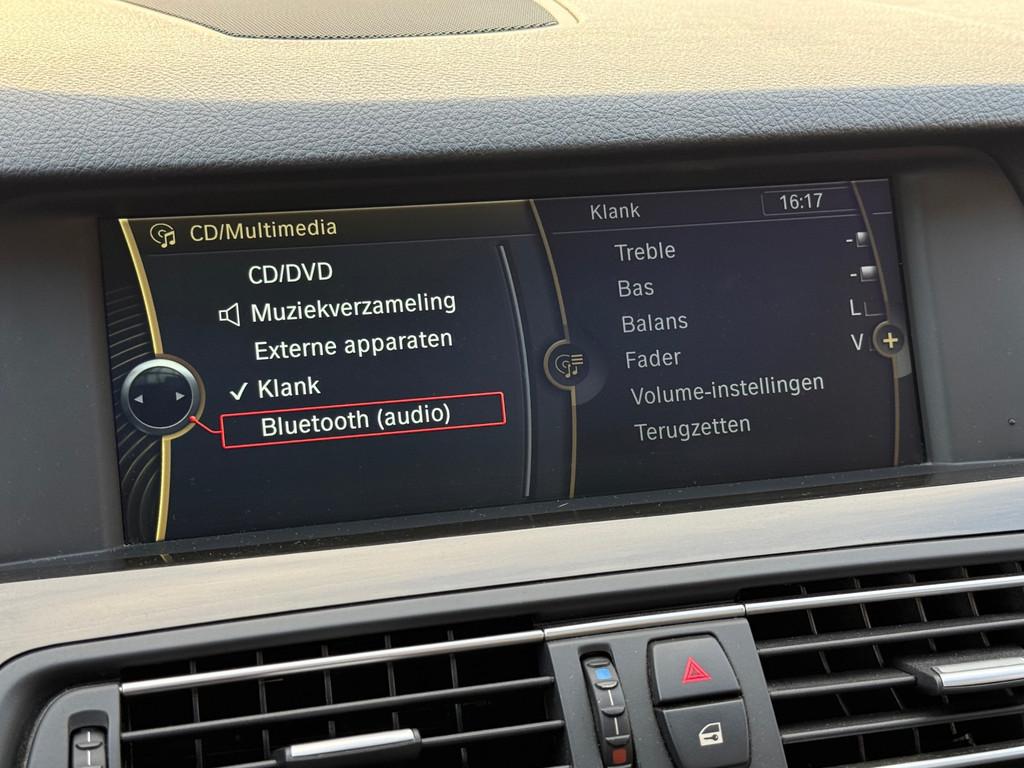 CD/Multimedia
CD/DVD
Muziekverzameling
Externe apparaten
✓ Klank
Bluetooth (audio)
Klank
16:17
Treble
Bas
Balans L
Fader V
Volume-instellingen
Terugzetten